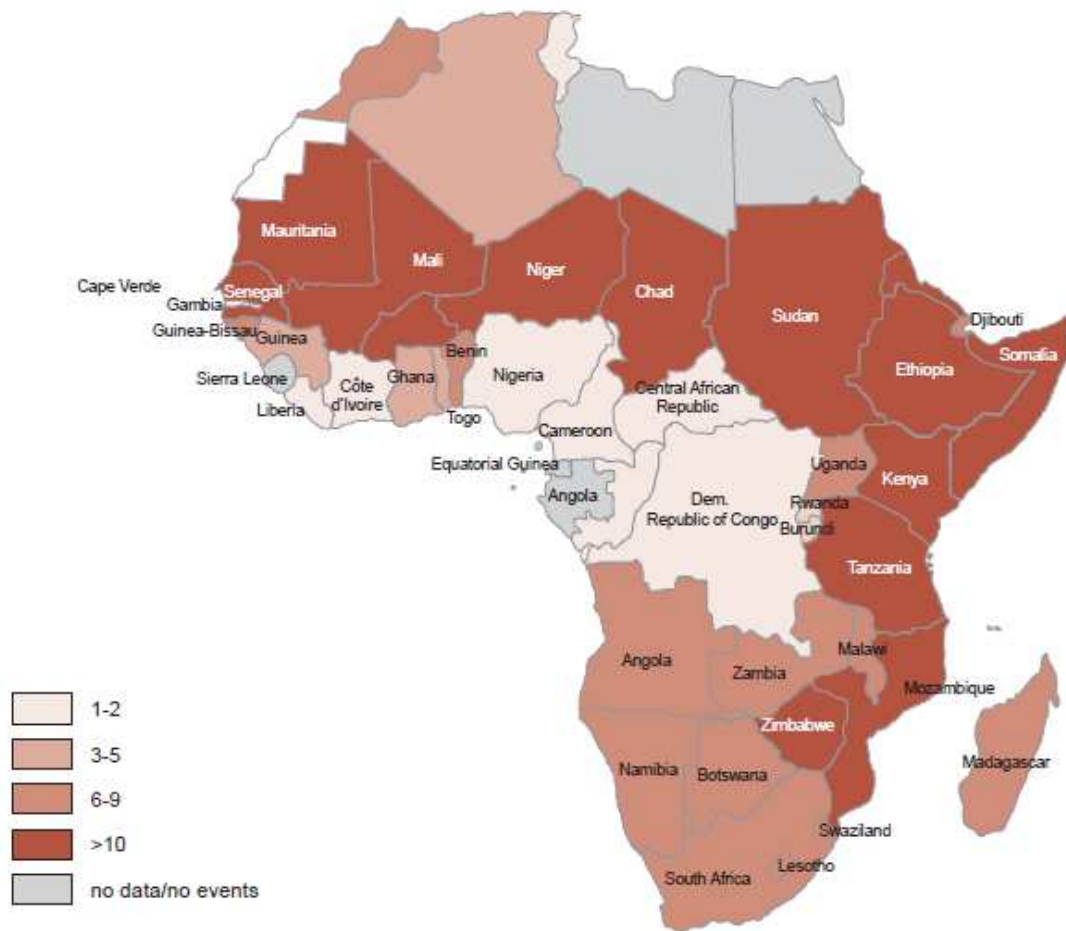 Mauritania
Mali
Niger
Chad
Sudan
Cape Verde
Senegal
Gambia
Guinea-Bissau
Guinea
Djibouti
Somalia
Ethiopia
Benin
Nigeria
Ghana
Sierra Leone
Côte
d'Ivoire
Liberia
Togo
Central African
Republic
Cameroon
Equatorial Guinea
Angola
Dem.
Republic of Congo
Uganda
Kenya
Rwanda
Burundi
Tanzania
Angola
Zambia
Malawi
Mozambique
Zimbabwe
Namibia
Botswana
Madagascar
Swaziland
Lesotho
South Africa
1-2
3-5
6-9
>10
no data/no events